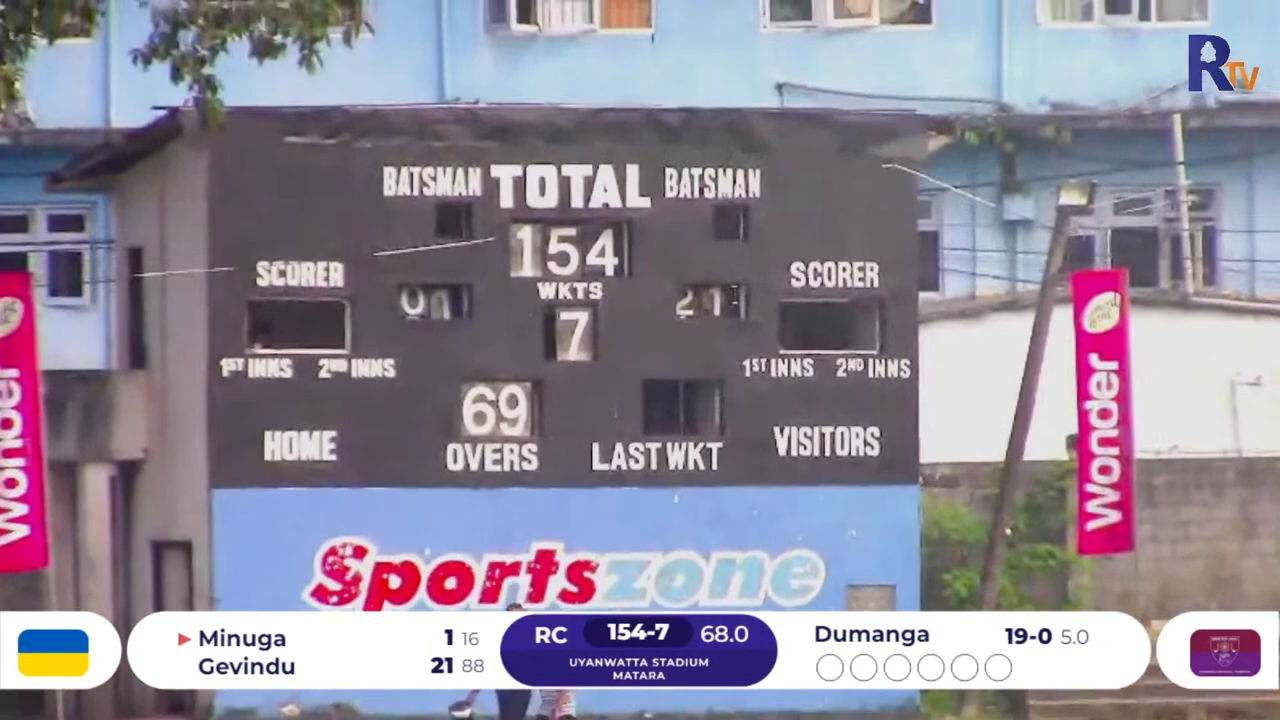 RTV
BATSMAN TOTAL BATSMAN
154
SCORER WKTS SCORER
01 7 21
1ST INNS 2ND INNS 1ST INNS 2ND INNS
69
HOME OVERS LAST WKT VISITORS
Wonder
Wonder
Sportszone
Minuga 1 16
Gevindu 21 88
RC 154-7 68.0
UYANWATTA STADIUM
MATARA
Dumanga 19-0 5.0